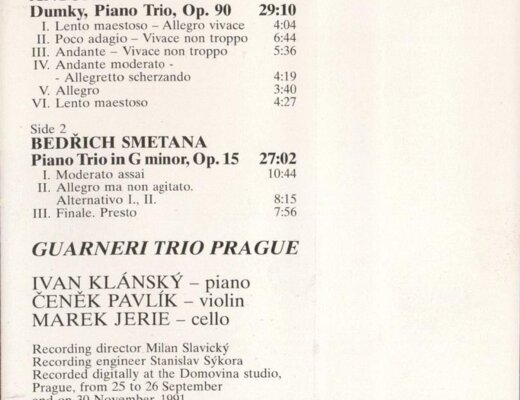 Dumky, Piano Trio, Op. 90 29:10
I. Lento maestoso – Allegro vivace 4:04
II. Poco adagio – Vivace non troppo 6:44
III. Andante – Vivace non troppo 5:36
IV. Andante moderato -
- Allegretto scherzando 4:19
V. Allegro 3:40
VI. Lento maestoso 4:27
Side 2
BEDŘICH SMETANA
Piano Trio in G minor, Op. 15 27:02
I. Moderato assai 10:44
II. Allegro ma non agitato.
Alternativo I., II. 8:15
III. Finale. Presto 7:56
GUARNERI TRIO PRAGUE
IVAN KLÁNSKÝ – piano
ČENĚK PAVLÍK – violin
MAREK JERIE – cello
Recording director Milan Slavický
Recording engineer Stanislav Sýkora
Recorded digitally at the Domovina studio,
Prague, from 25 to 26 September
and on 30 November 1991